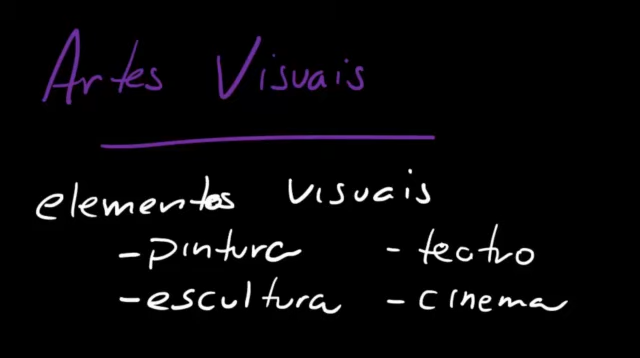 Artes Visuais
elementos visuais
- pintura - teatro
- escultura - cinema